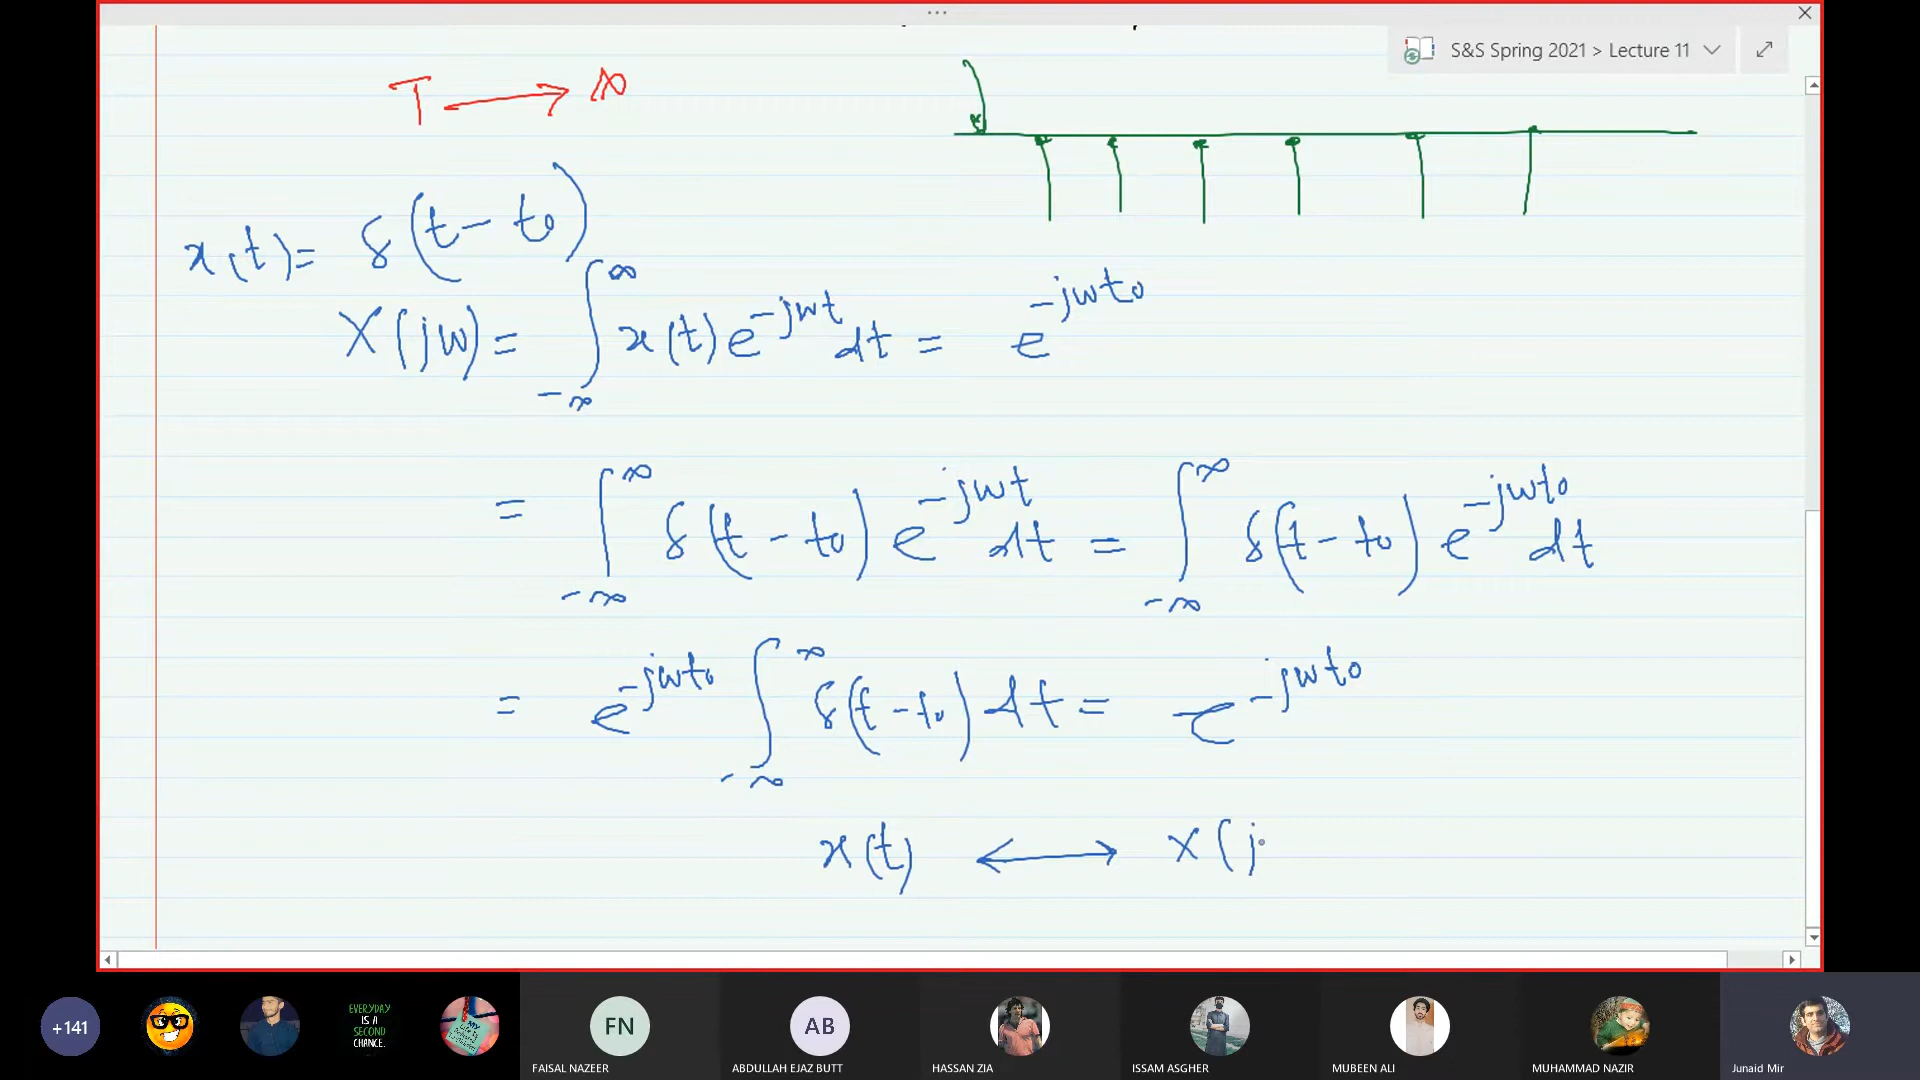 S&S Spring 2021 > Lecture 11
T → ∞
x(t) = δ(t - t₀)
X(jω) = ∫_{-∞}^{∞} x(t) e^{-jωt} dt = e^{-jωt₀}
= ∫_{-∞}^{∞} δ(t - t₀) e^{-jωt} dt = ∫_{-∞}^{∞} δ(t - t₀) e^{-jωt₀} dt
= e^{-jωt₀} ∫_{-∞}^{∞} δ(t - t₀) dt = e^{-jωt₀}
x(t) ↔ X(j
+141
EVERYDAY
IS A
SECOND
CHANCE.
FN
AB
FAISAL NAZEER
ABDULLAH EJAZ BUTT
HASSAN ZIA
ISSAM ASGHER
MUBEEN ALI
MUHAMMAD NAZIR
Junaid Mir